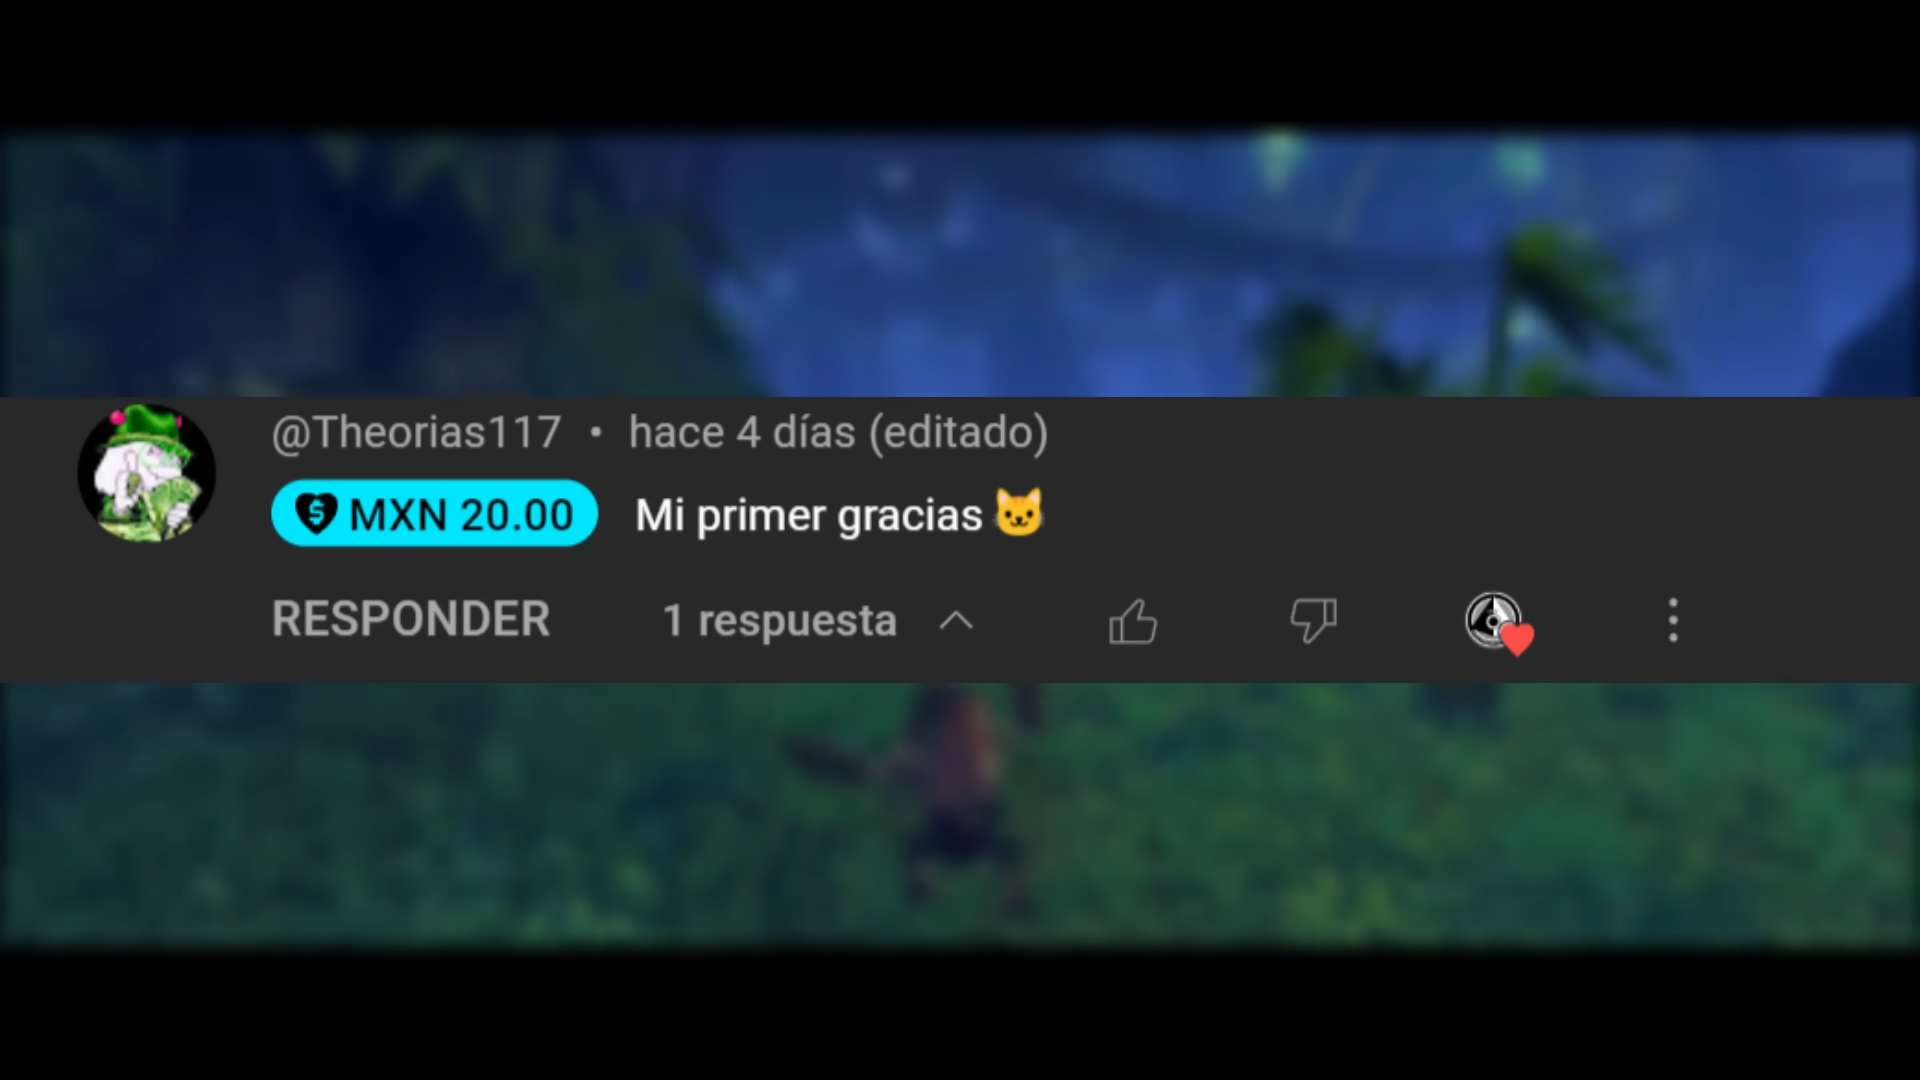 @Theorias117 • hace 4 días (editado)
MXN 20.00 Mi primer gracias 🐱
RESPONDER 1 respuesta